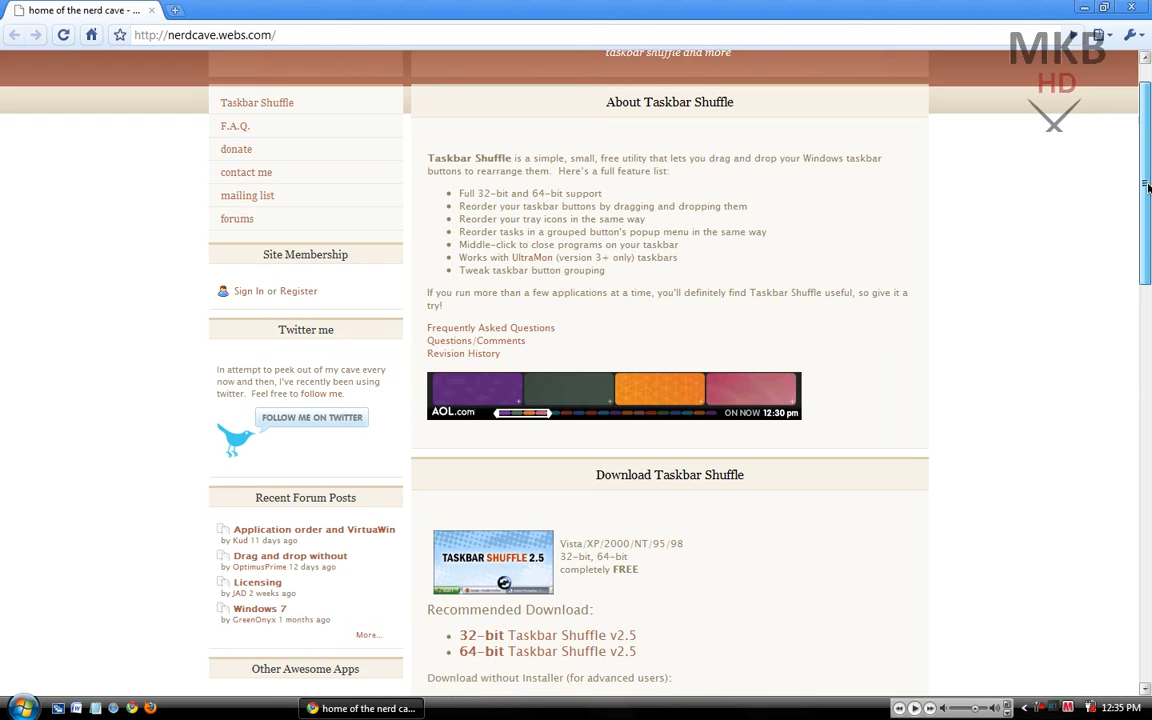 home of the nerd cave - webs...
http://nerdcave.webs.com/
MKB
HD
taskbar shuffle and more
Taskbar Shuffle
F.A.Q.
donate
contact me
mailing list
forums
Site Membership
Sign In or Register
Twitter me
In attempt to peek out of my cave every
now and then, I've recently been using
twitter. Feel free to follow me.
FOLLOW ME ON TWITTER
Recent Forum Posts
Application order and VirtuaWin
by Kud 11 days ago
Drag and drop without
by OptimusPrime 12 days ago
Licensing
by JAD 2 weeks ago
Windows 7
by GreenOnyx 1 months ago
More...
Other Awesome Apps
About Taskbar Shuffle
Taskbar Shuffle is a simple, small, free utility that lets you drag and drop your Windows taskbar
buttons to rearrange them. Here's a full feature list:
Full 32-bit and 64-bit support
Reorder your taskbar buttons by dragging and dropping them
Reorder your tray icons in the same way
Reorder tasks in a grouped button's popup menu in the same way
Middle-click to close programs on your taskbar
Works with UltraMon (version 3+ only) taskbars
Tweak taskbar button grouping
If you run more than a few applications at a time, you'll definitely find Taskbar Shuffle useful, so give it a
try!
Frequently Asked Questions
Questions/Comments
Revision History
AOL.com
ON NOW 12:30 pm
Download Taskbar Shuffle
TASKBAR SHUFFLE 2.5
Vista/XP/2000/NT/95/98
32-bit, 64-bit
completely FREE
Recommended Download:
32-bit Taskbar Shuffle v2.5
64-bit Taskbar Shuffle v2.5
Download without Installer (for advanced users):
home of the nerd ca...
12:35 PM